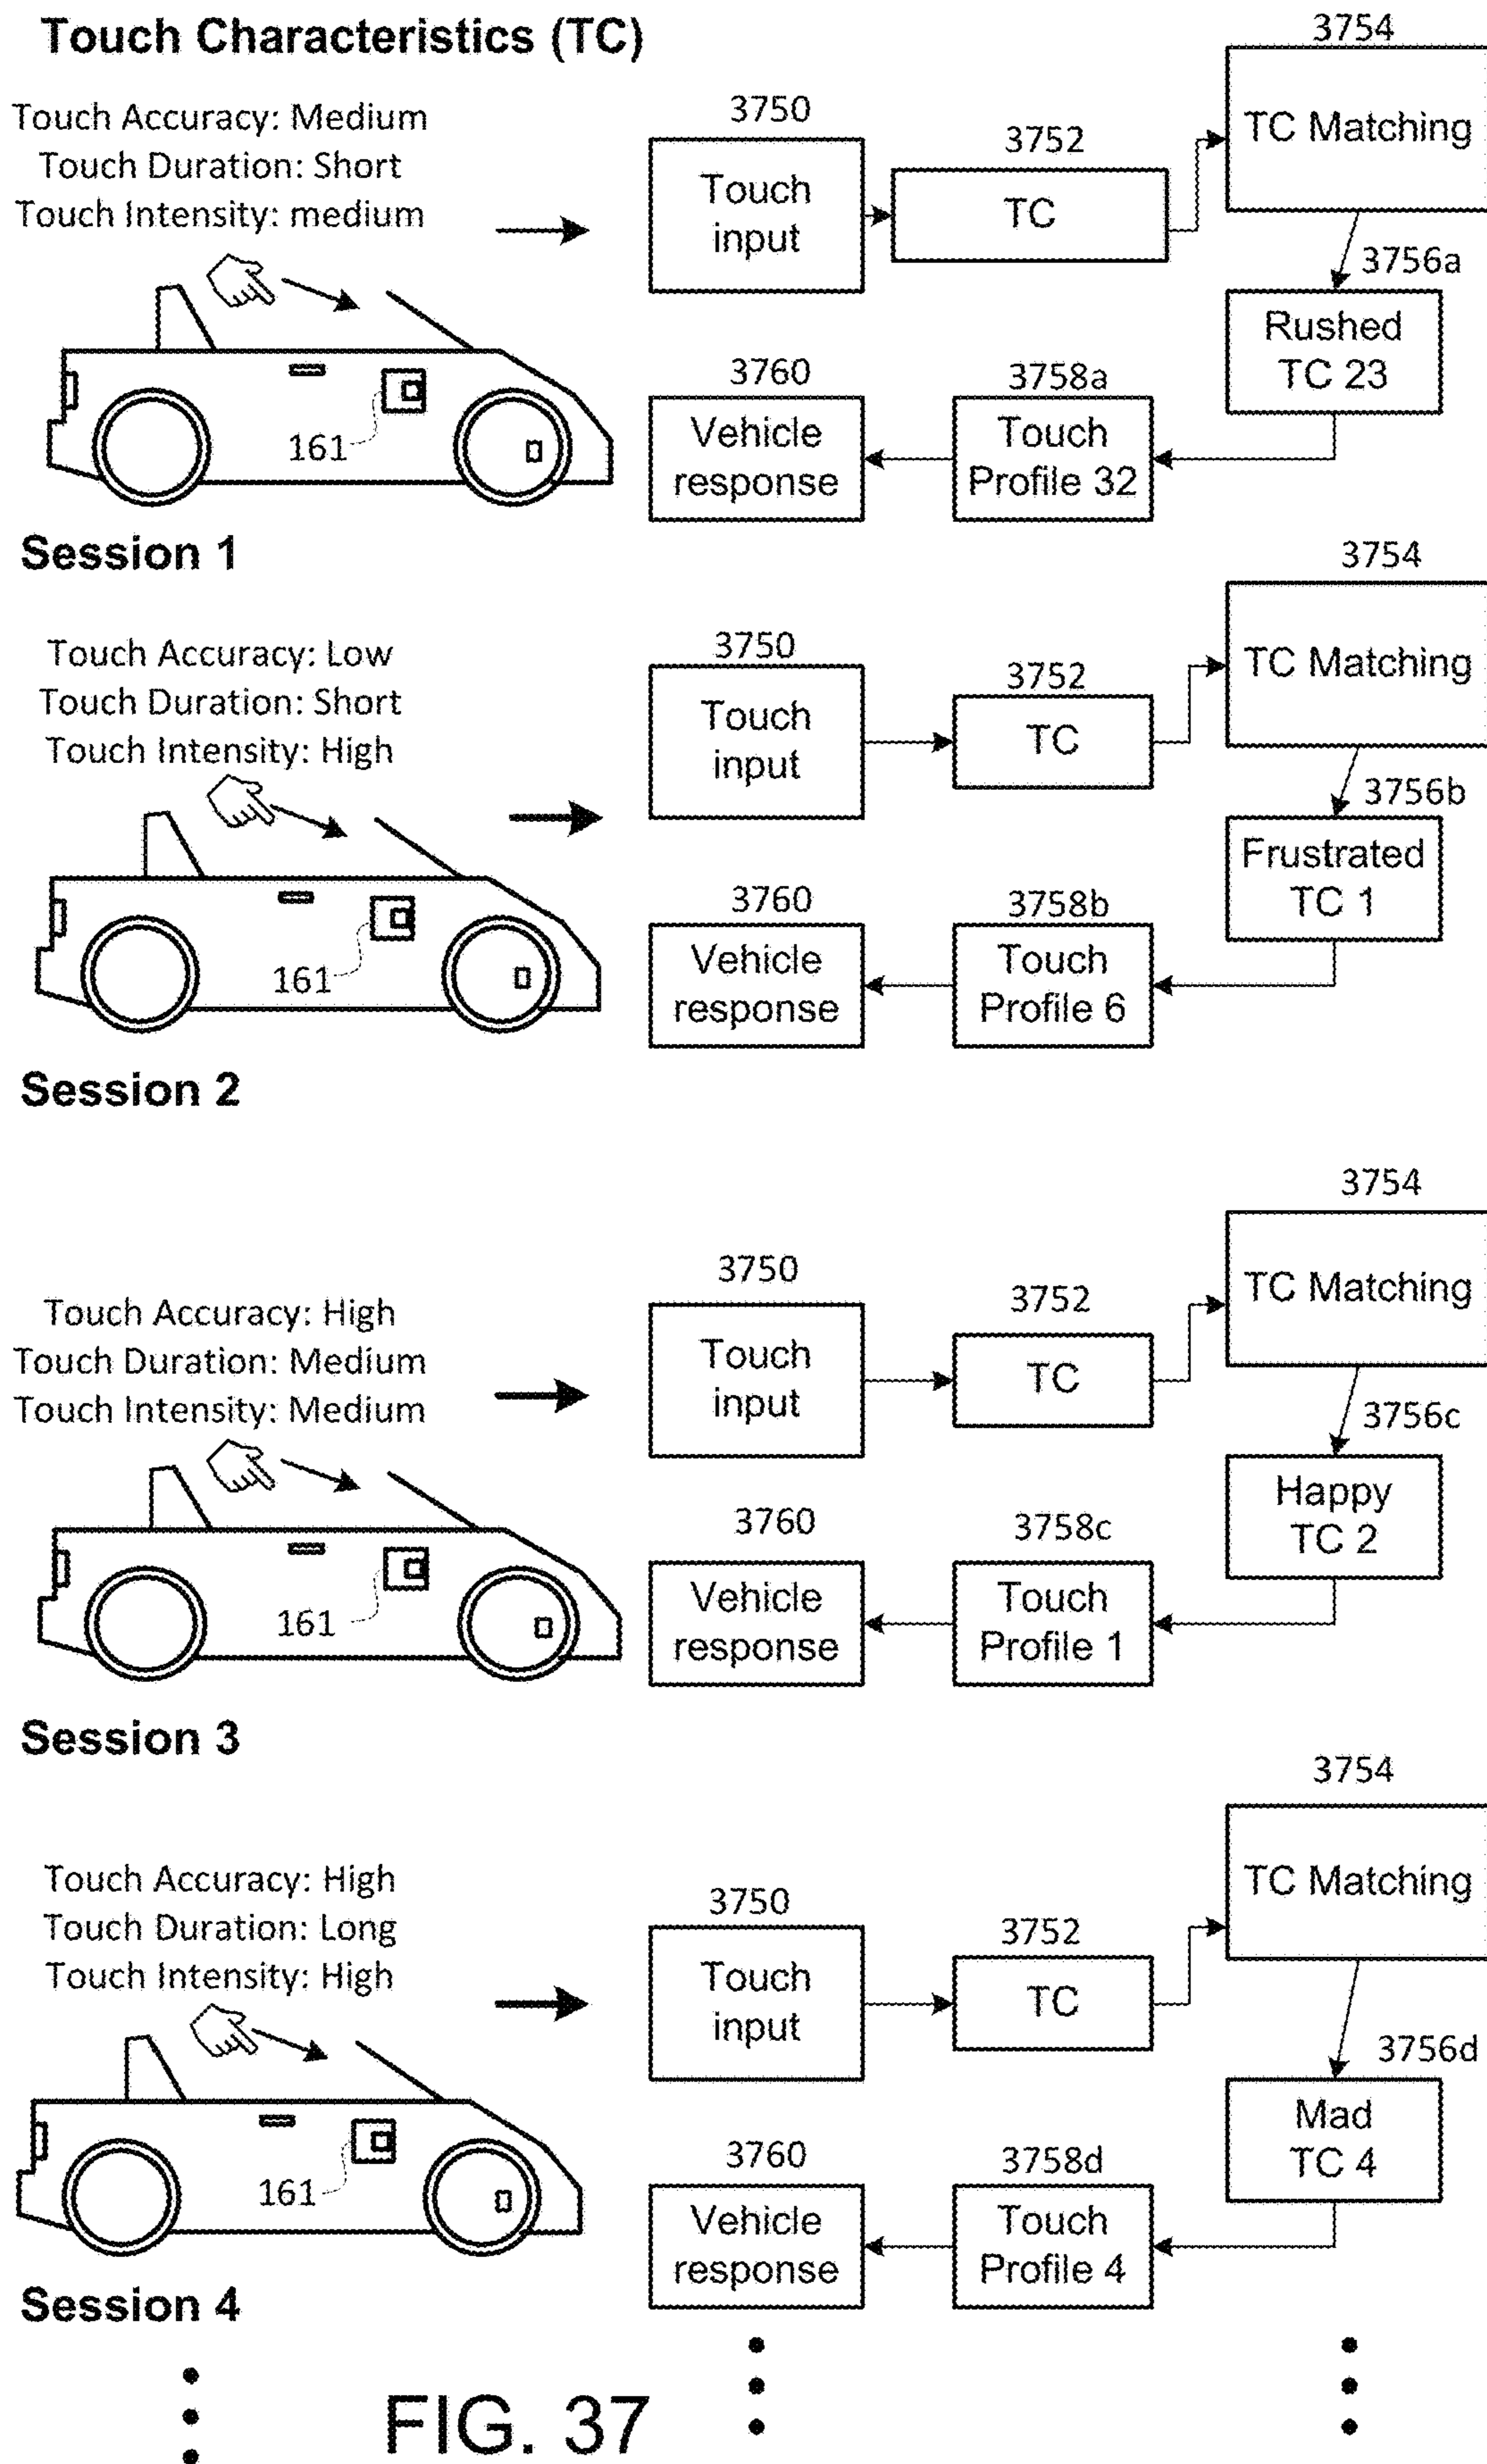 Touch Characteristics (TC)
Touch Accuracy: Medium
Touch Duration: Short
Touch Intensity: medium
3750
Touch
input
3752
TC
3754
TC Matching
3756a
Rushed
TC 23
3758a
Touch
Profile 32
3760
Vehicle
response
161
Session 1
Touch Accuracy: Low
Touch Duration: Short
Touch Intensity: High
3750
Touch
input
3752
TC
3754
TC Matching
3756b
Frustrated
TC 1
3758b
Touch
Profile 6
3760
Vehicle
response
161
Session 2
Touch Accuracy: High
Touch Duration: Medium
Touch Intensity: Medium
3750
Touch
input
3752
TC
3754
TC Matching
3756c
Happy
TC 2
3758c
Touch
Profile 1
3760
Vehicle
response
161
Session 3
Touch Accuracy: High
Touch Duration: Long
Touch Intensity: High
3750
Touch
input
3752
TC
3754
TC Matching
3756d
Mad
TC 4
3758d
Touch
Profile 4
3760
Vehicle
response
161
Session 4
FIG. 37